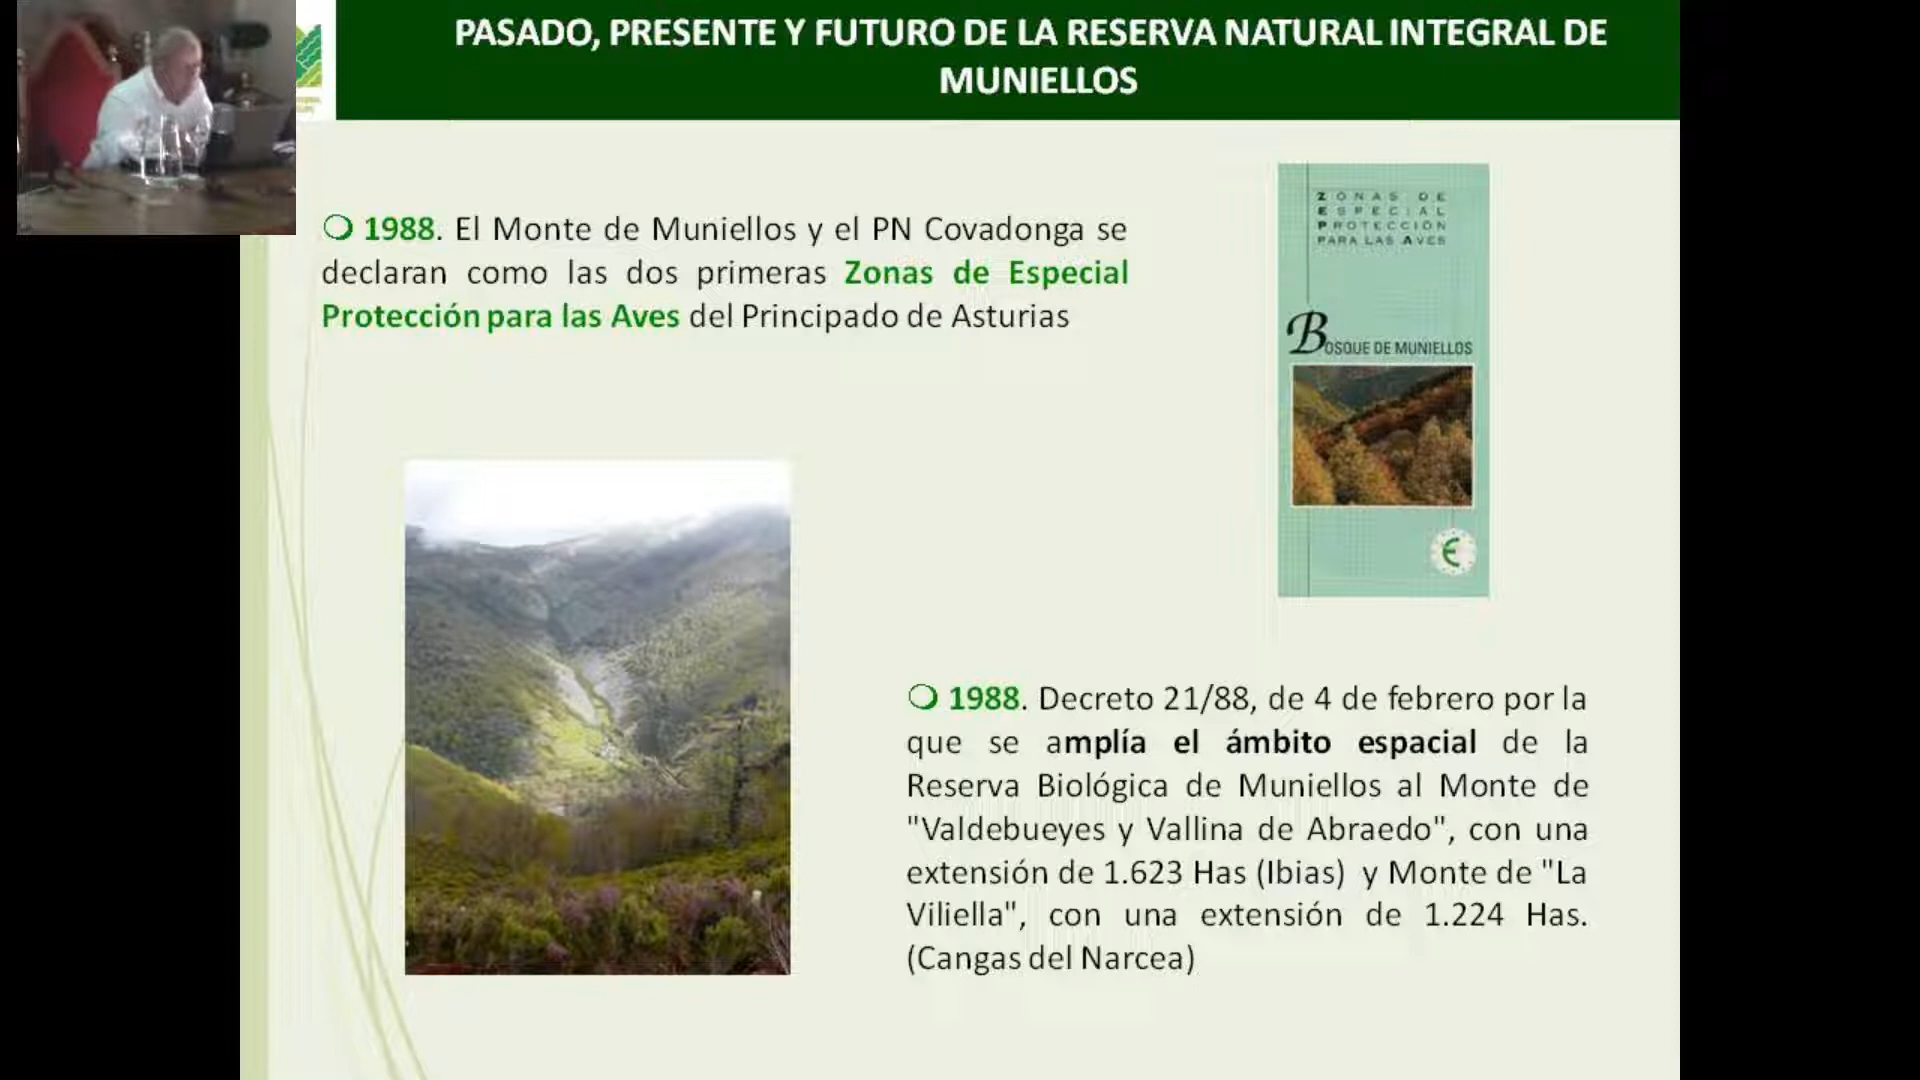 PASADO, PRESENTE Y FUTURO DE LA RESERVA NATURAL INTEGRAL DE
MUNIELLOS
1988. El Monte de Muniellos y el PN Covadonga se
declaran como las dos primeras Zonas de Especial
Protección para las Aves del Principado de Asturias
ZONAS DE
ESPECIAL
PROTECCIÓN
PARA LAS AVES
BOSQUE DE MUNIELLOS
1988. Decreto 21/88, de 4 de febrero por la
que se amplía el ámbito espacial de la
Reserva Biológica de Muniellos al Monte de
"Valdebueyes y Vallina de Abraedo", con una
extensión de 1.623 Has (Ibias) y Monte de "La
Viliella", con una extensión de 1.224 Has.
(Cangas del Narcea)